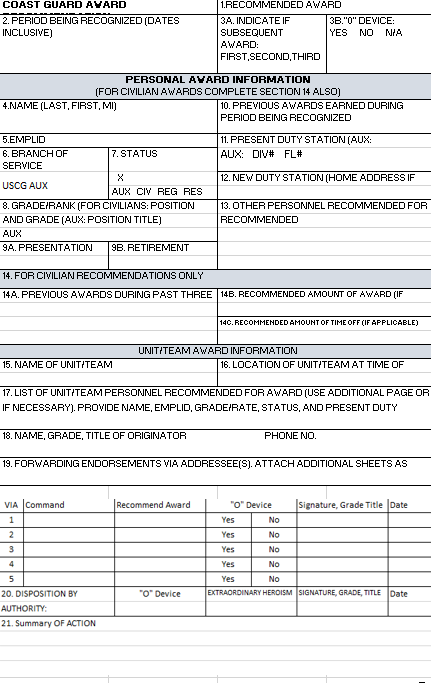 COAST GUARD AWARD
1.RECOMMENDED AWARD
2. PERIOD BEING RECOGNIZED (DATES
INCLUSIVE)
3A. INDICATE IF
SUBSEQUENT
AWARD:
FIRST,SECOND,THIRD
3B."0" DEVICE:
YES NO N/A
PERSONAL AWARD INFORMATION
(FOR CIVILIAN AWARDS COMPLETE SECTION 14 ALSO)
4.NAME (LAST, FIRST, MI)
10. PREVIOUS AWARDS EARNED DURING
PERIOD BEING RECOGNIZED
5.EMPLID
11. PRESENT DUTY STATION (AUX:
6. BRANCH OF
SERVICE
7. STATUS
AUX: DIV# FL#
USCG AUX
X
AUX CIV REG RES
12. NEW DUTY STATION (HOME ADDRESS IF
8. GRADE/RANK (FOR CIVILIANS: POSITION
AND GRADE (AUX: POSITION TITLE)
AUX
13. OTHER PERSONNEL RECOMMENDED FOR
RECOMMENDED
9A. PRESENTATION
9B. RETIREMENT
14. FOR CIVILIAN RECOMMENDATIONS ONLY
14A. PREVIOUS AWARDS DURING PAST THREE
14B. RECOMMENDED AMOUNT OF AWARD (IF
14C. RECOMMENDED AMOUNT OF TIME OFF (IF APPLICABLE)
UNIT/TEAM AWARD INFORMATION
15. NAME OF UNIT/TEAM
16. LOCATION OF UNIT/TEAM AT TIME OF
17. LIST OF UNIT/TEAM PERSONNEL RECOMMENDED FOR AWARD (USE ADDITIONAL PAGE OR
IF NECESSARY). PROVIDE NAME, EMPLID, GRADE/RATE, STATUS, AND PRESENT DUTY
18. NAME, GRADE, TITLE OF ORIGINATOR PHONE NO.
19. FORWARDING ENDORSEMENTS VIA ADDRESSEE(S). ATTACH ADDITIONAL SHEETS AS
VIA Command Recommend Award "O" Device Signature, Grade Title Date
1 Yes No
2 Yes No
3 Yes No
4 Yes No
5 Yes No
20. DISPOSITION BY "O" Device EXTRAORDINARY HEROISM SIGNATURE, GRADE, TITLE Date
AUTHORITY: Yes No
21. Summary OF ACTION